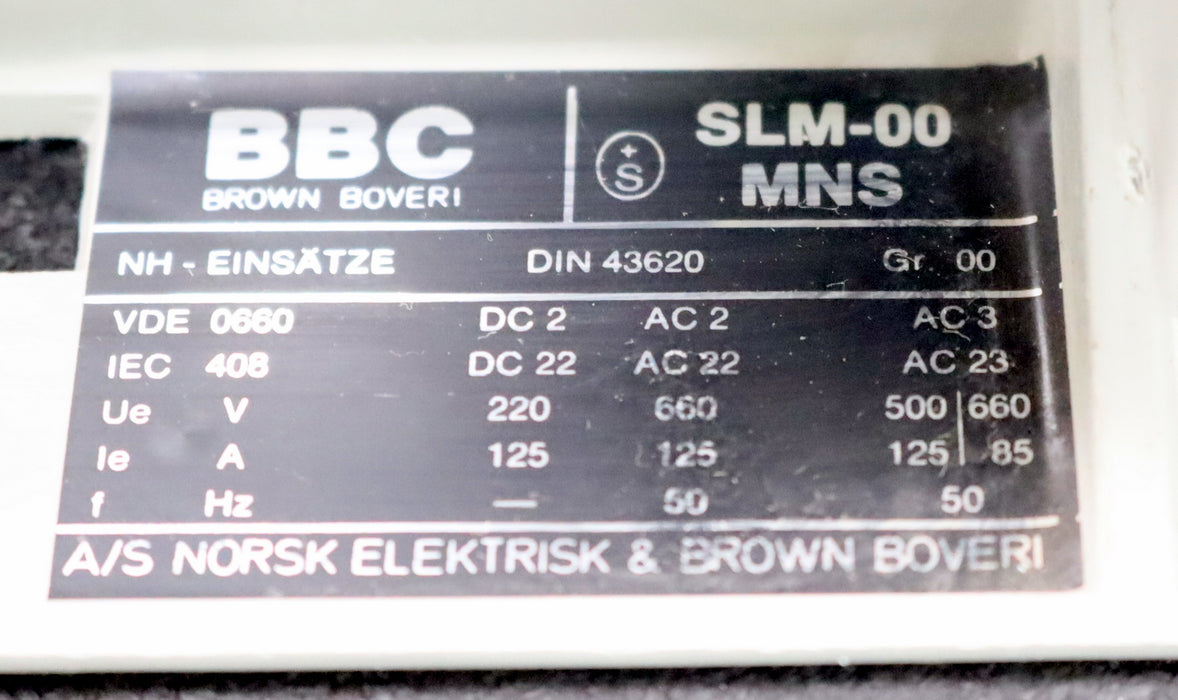 BBC
BROWN BOVERI
+S
SLM-00
MNS
NH - EINSÄTZE DIN 43620 Gr 00
VDE 0660 DC 2 AC 2 AC 3
IEC 408 DC 22 AC 22 AC 23
Ue V 220 660 500 | 660
Ie A 125 125 125 | 85
f Hz — 50 50
A/S NORSK ELEKTRISK & BROWN BOVERI